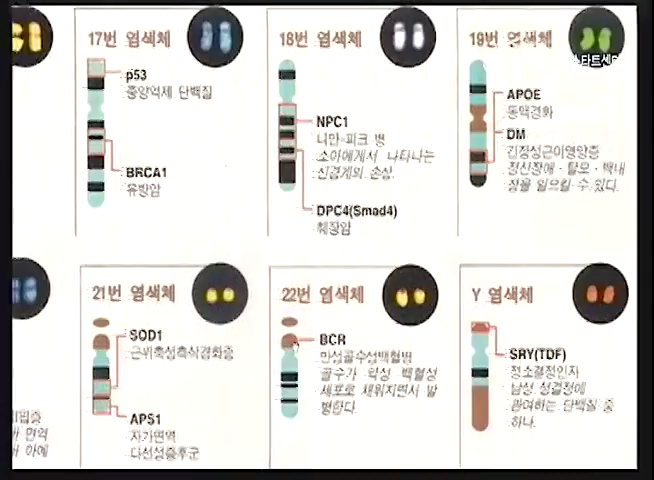 17번 염색체
p53
종양억제 단백질
BRCA1
유방암
18번 염색체
NPC1
니만-피크 병
소아에게서 나타나는
신경계의 손상.
DPC4(Smad4)
췌장암
19번 염색체
APOE
동맥경화
DM
긴장성근이영양증
정신장애·탈모·백내
장을 일으킬 수 있다.
21번 염색체
SOD1
근위축성측삭경화증
APS1
자가면역
다선성증후군
22번 염색체
BCR
만성골수성백혈병
골수가 악성 백혈성
세포로 채워지면서 발
병한다.
Y 염색체
SRY(TDF)
정소결정인자
남성 성결정에
관여하는 단백질 중
하나.